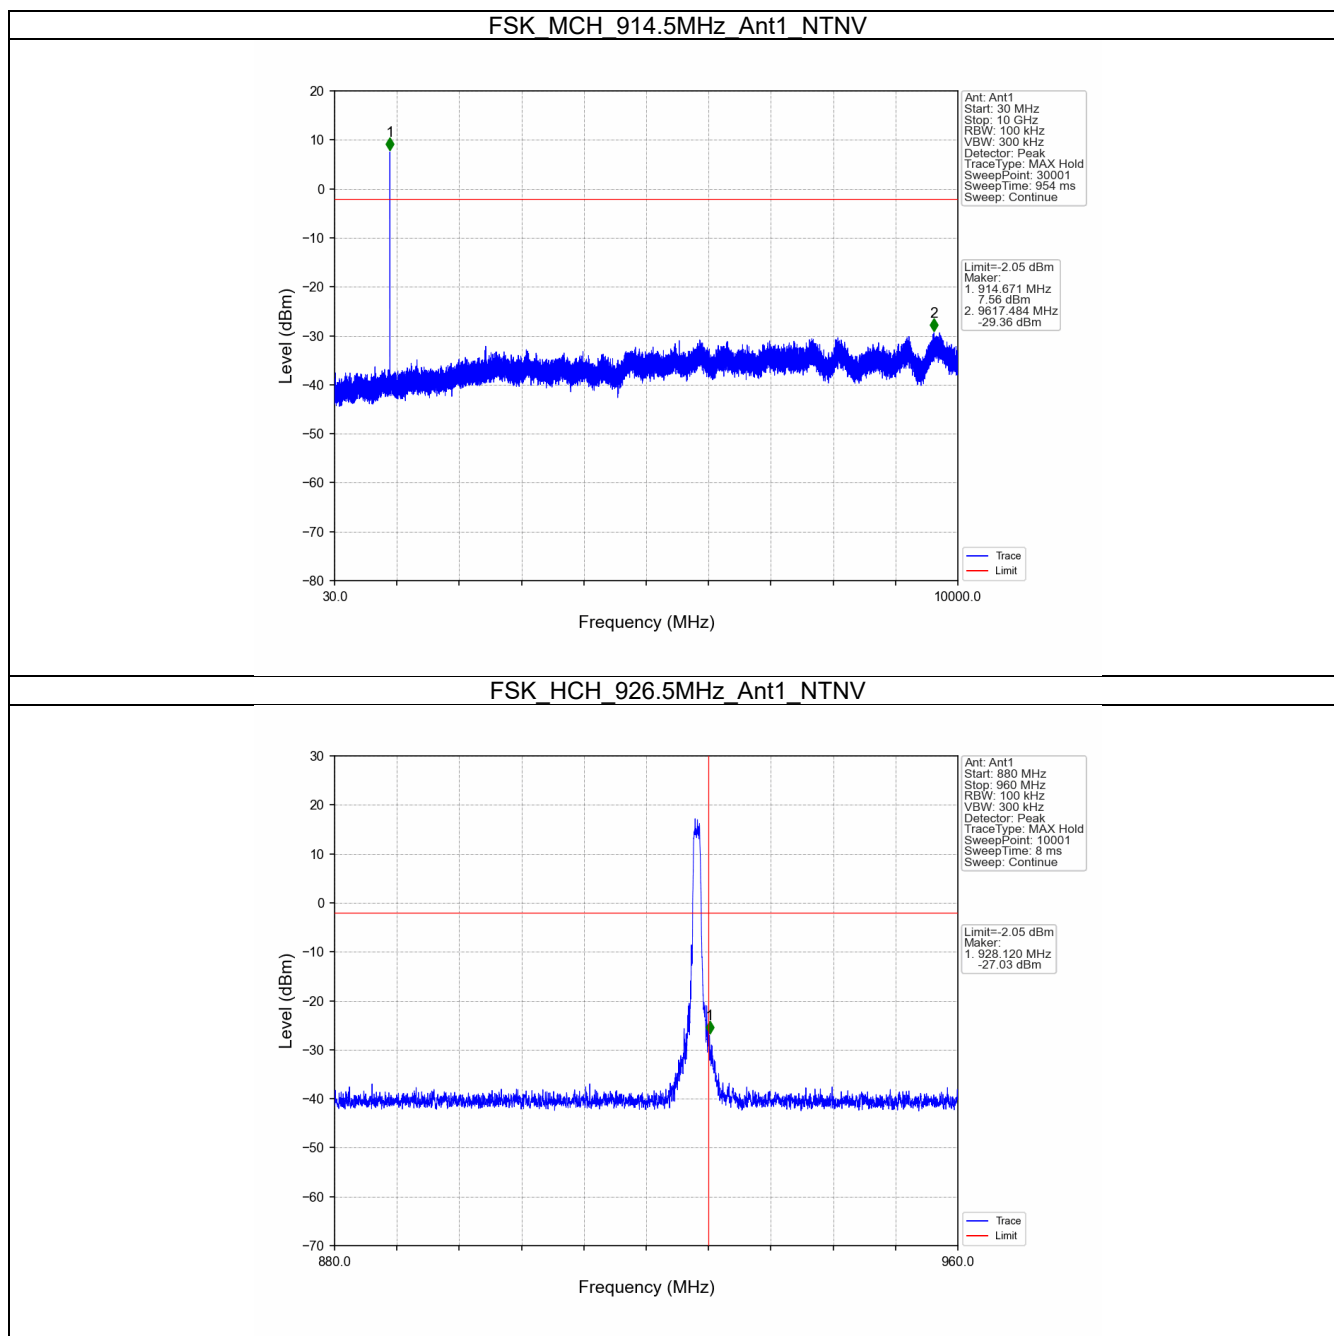 FSK_MCH_914.5MHz_Ant1_NTNV
20
10
0
−10
−20
−30
−40
−50
−60
−70
−80
Level (dBm)
1
2
30.0
10000.0
Frequency (MHz)
Ant: Ant1
Start: 30 MHz
Stop: 10 GHz
RBW: 100 kHz
VBW: 300 kHz
Detector: Peak
TraceType: MAX Hold
SweepPoint: 30001
SweepTime: 954 ms
Sweep: Continue
Limit=-2.05 dBm
Maker:
1. 914.671 MHz
7.56 dBm
2. 9617.484 MHz
-29.36 dBm
Trace
Limit
FSK_HCH_926.5MHz_Ant1_NTNV
30
20
10
0
−10
−20
−30
−40
−50
−60
−70
Level (dBm)
1
880.0
960.0
Frequency (MHz)
Ant: Ant1
Start: 880 MHz
Stop: 960 MHz
RBW: 100 kHz
VBW: 300 kHz
Detector: Peak
TraceType: MAX Hold
SweepPoint: 10001
SweepTime: 8 ms
Sweep: Continue
Limit=-2.05 dBm
Maker:
1. 928.120 MHz
-27.03 dBm
Trace
Limit